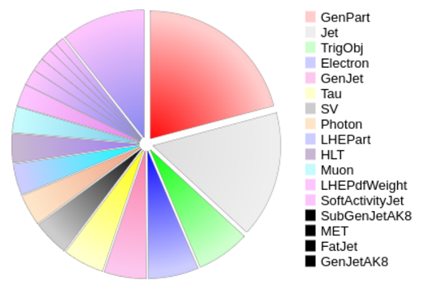 GenPart
Jet
TrigObj
Electron
GenJet
Tau
SV
Photon
LHEPart
HLT
Muon
LHEPdfWeight
SoftActivityJet
SubGenJetAK8
MET
FatJet
GenJetAK8